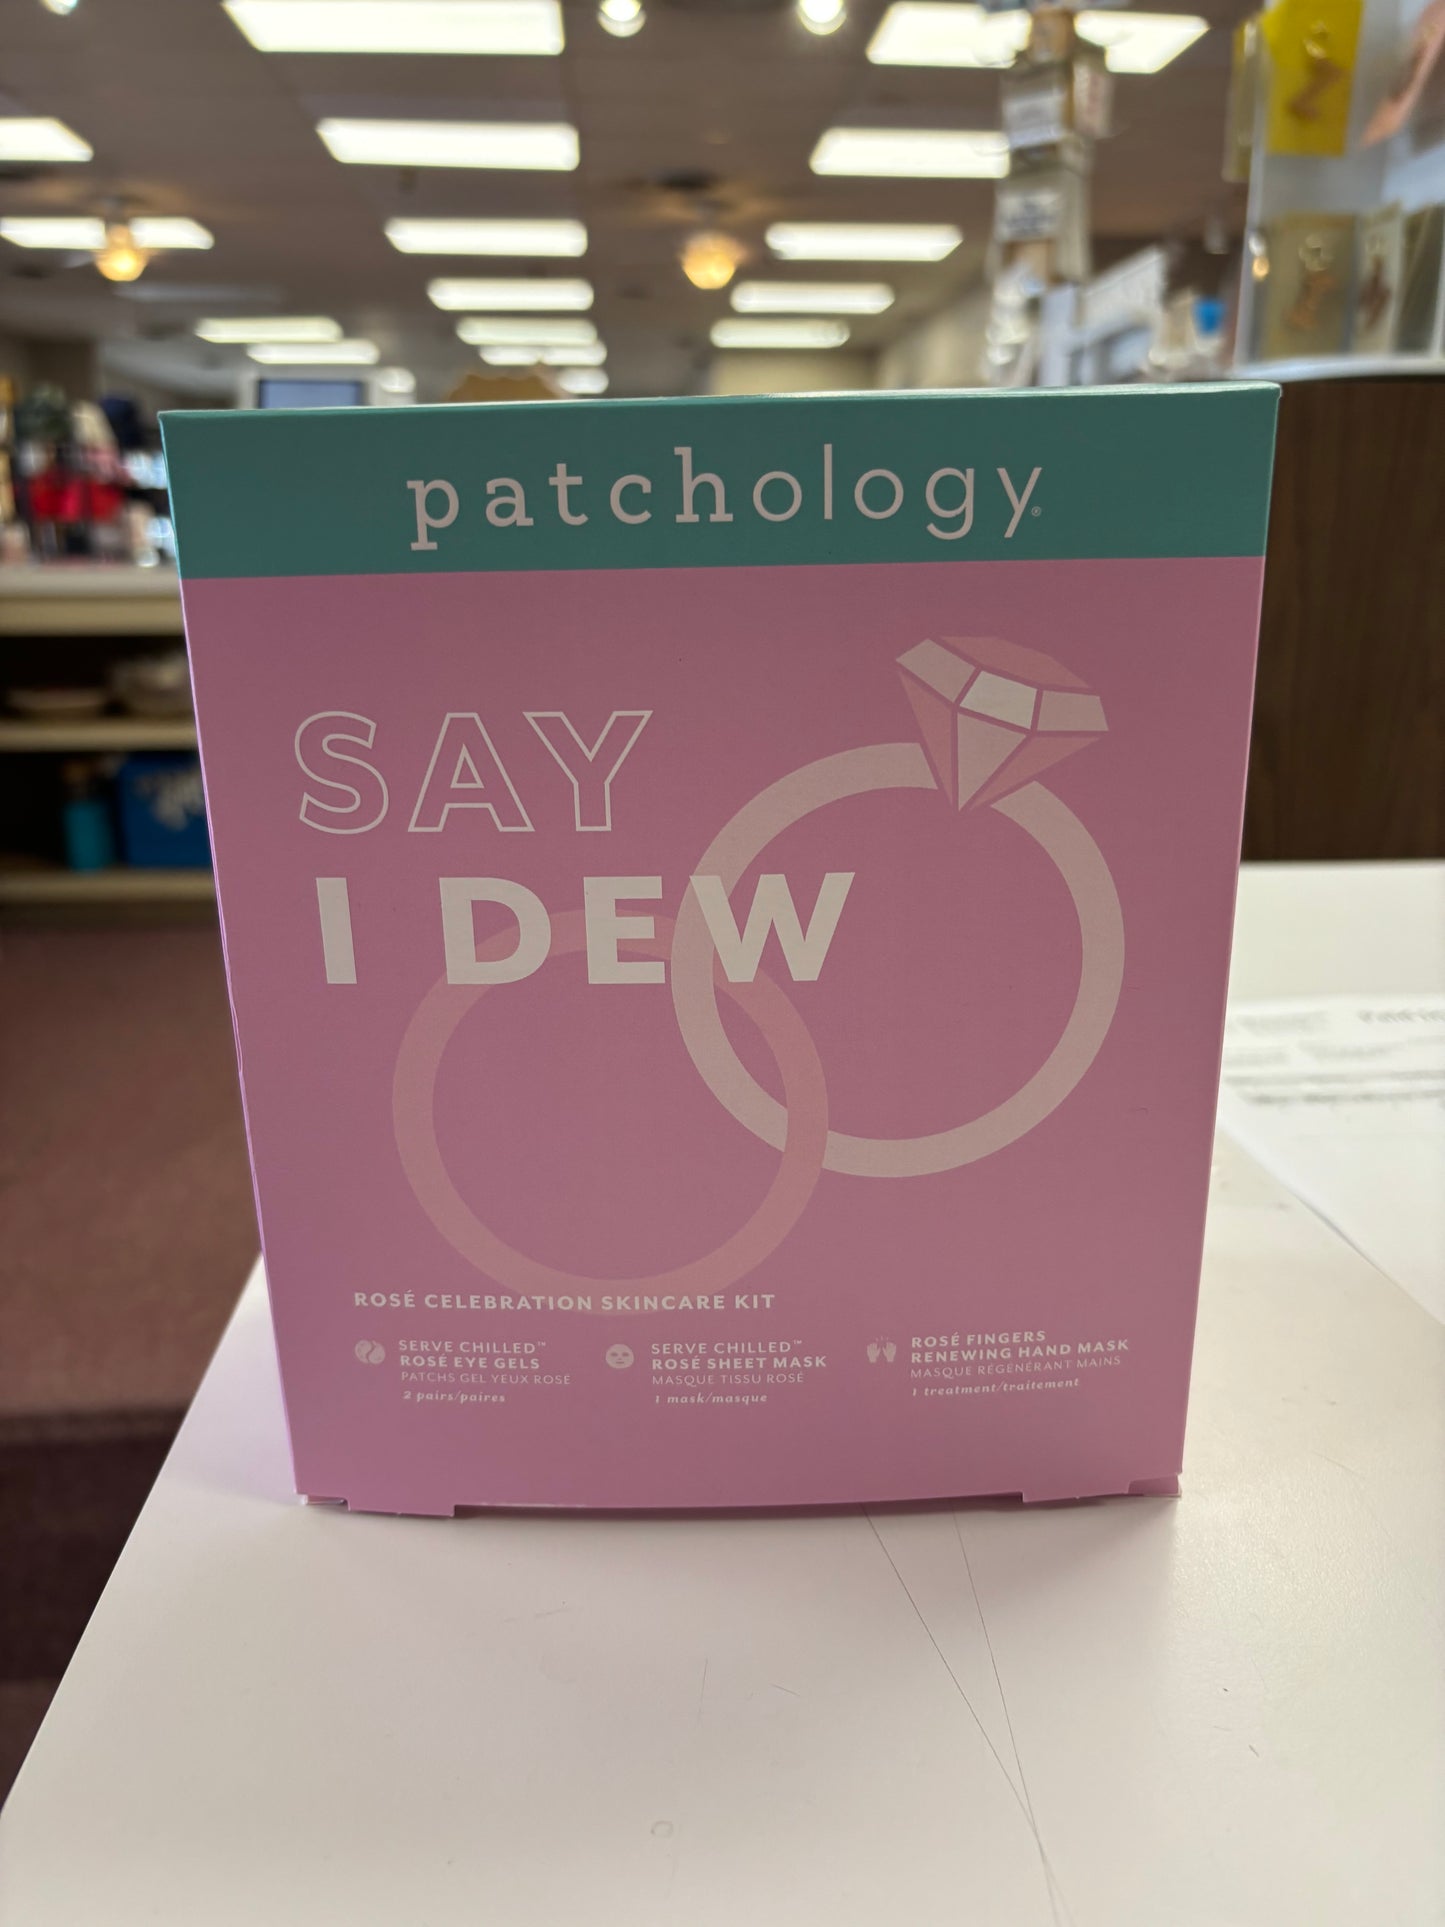 patchology®
SAY
I DEW
ROSÉ CELEBRATION SKINCARE KIT
SERVE CHILLED™
ROSÉ EYE GELS
PATCHS GEL YEUX ROSÉ
2 pairs/paires
SERVE CHILLED™
ROSÉ SHEET MASK
MASQUE TISSU ROSÉ
1 mask/masque
ROSÉ FINGERS
RENEWING HAND MASK
MASQUE RÉGÉNÉRANT MAINS
1 treatment/traitement